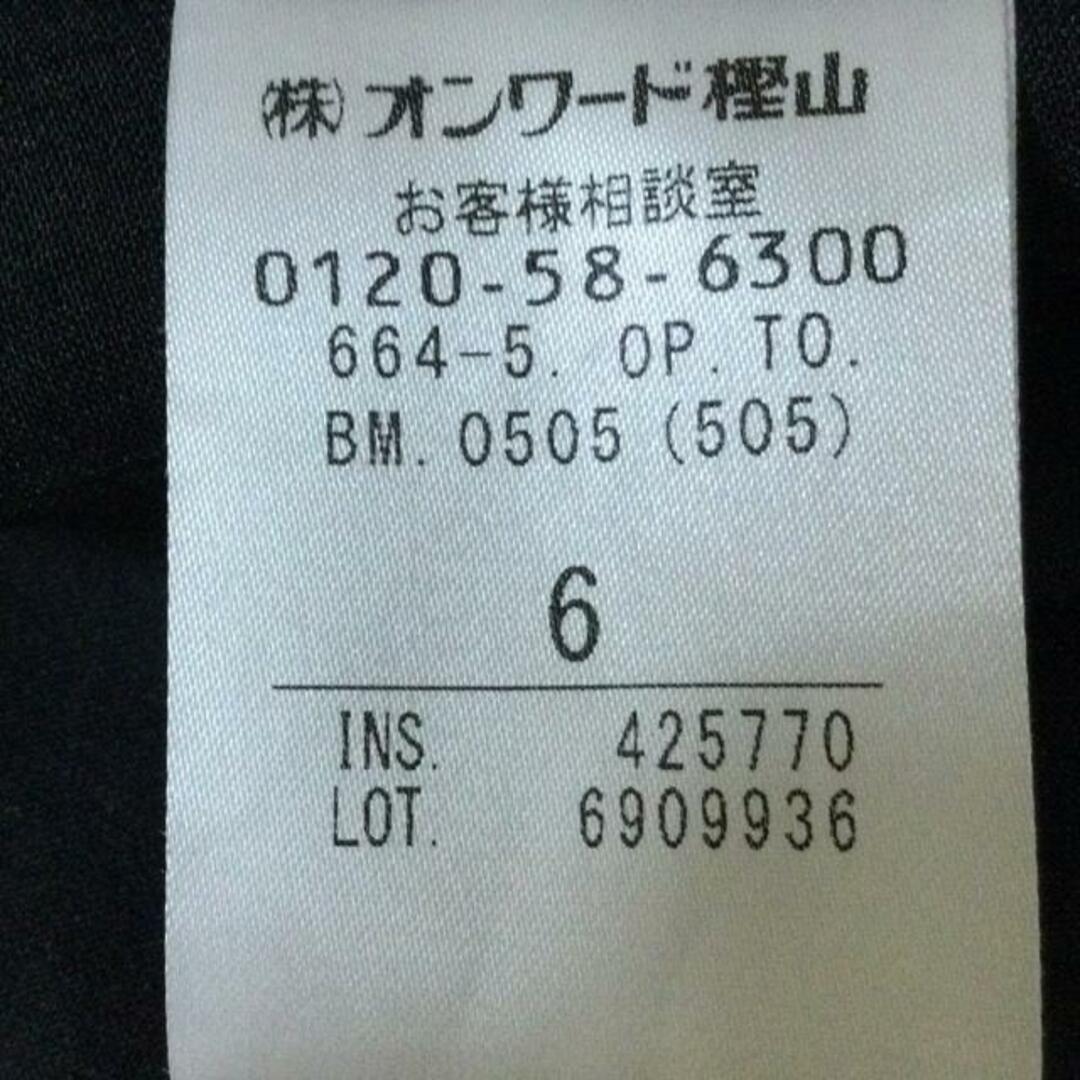 ㈱オンワード樫山
お客様相談室
0120-58-6300
664-5. OP. TO.
BM. 0505 (505)
6
INS. 425770
LOT. 6909936